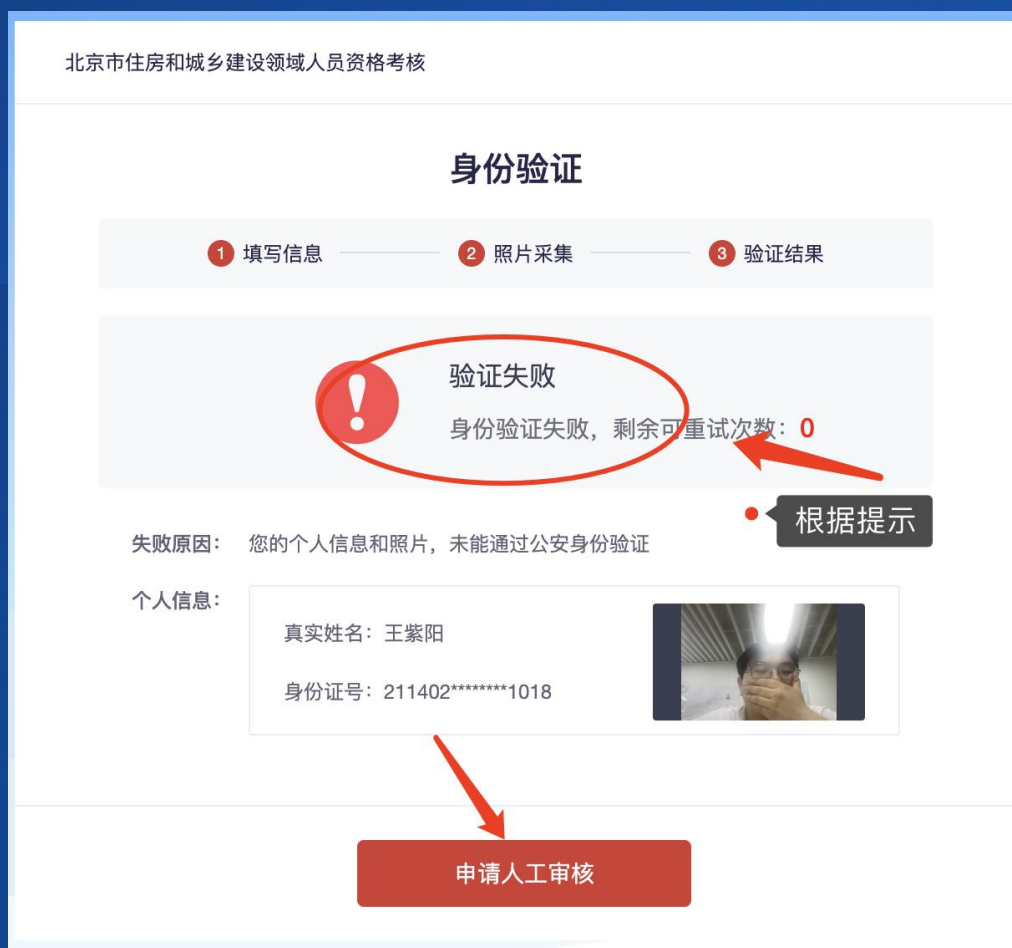 北京市住房和城乡建设领域人员资格考核
身份验证
1 填写信息 2 照片采集 3 验证结果
验证失败
身份验证失败，剩余可重试次数：0
根据提示
失败原因： 您的个人信息和照片，未能通过公安身份验证
个人信息：
真实姓名：王紫阳
身份证号：211402********1018
申请人工审核